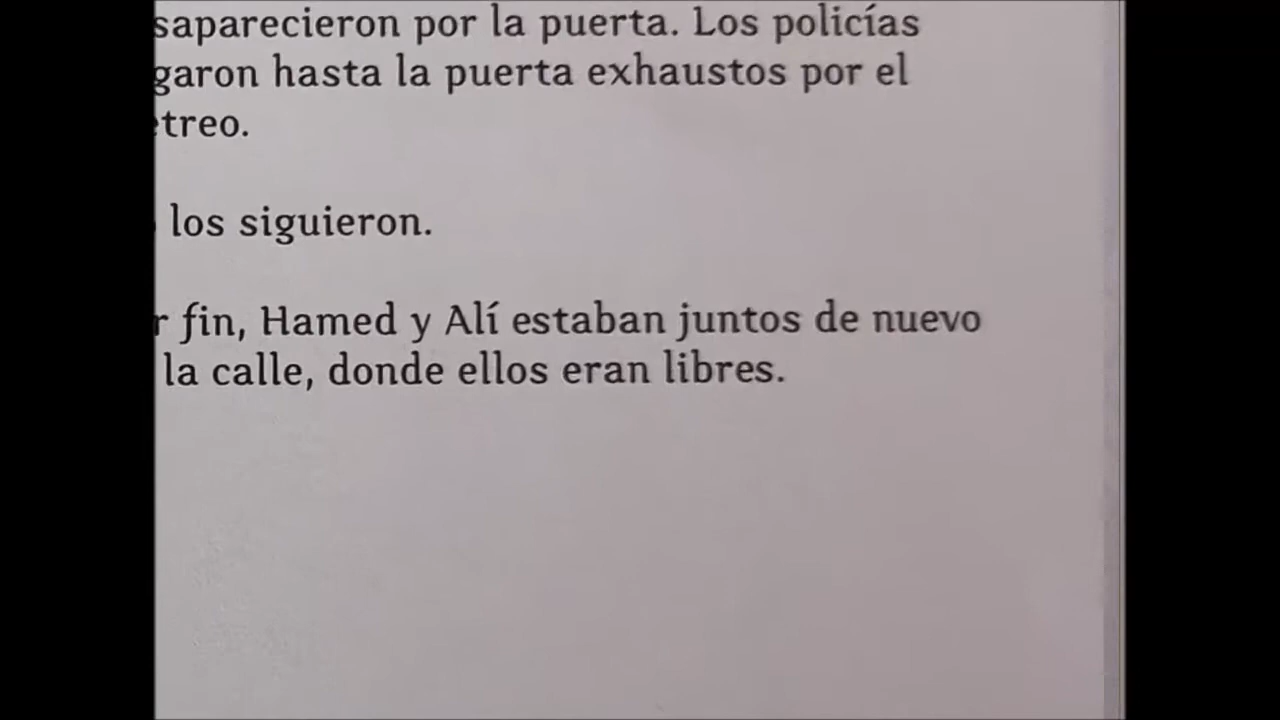 saparecieron por la puerta. Los policías
garon hasta la puerta exhaustos por el
treo.
los siguieron.
r fin, Hamed y Alí estaban juntos de nuevo
la calle, donde ellos eran libres.